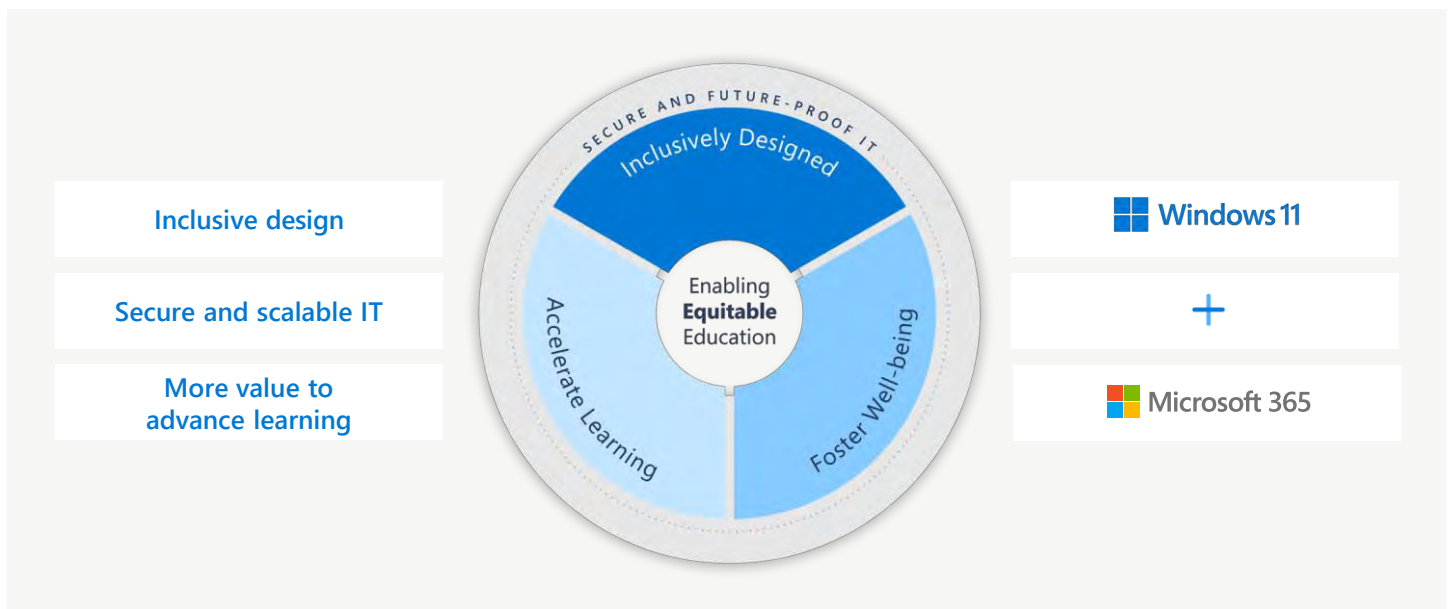 Inclusive design
Secure and scalable IT
More value to
advance learning
SECURE AND FUTURE-PROOF IT
Inclusively Designed
Accelerate Learning
Foster Well-being
Enabling
Equitable
Education
Windows 11
+
Microsoft 365